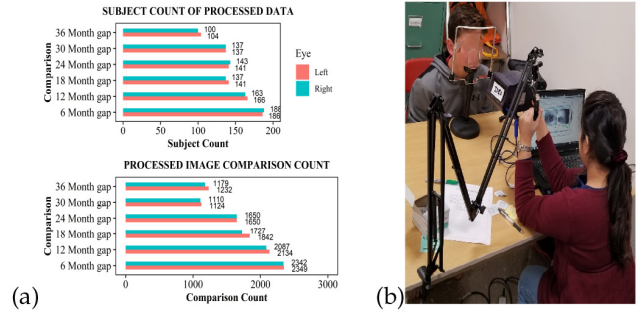 SUBJECT COUNT OF PROCESSED DATA
Comparison
36 Month gap
100
104
30 Month gap
137
137
24 Month gap
143
141
18 Month gap
137
141
12 Month gap
163
166
6 Month gap
188
186
0 50 100 150 200
Subject Count
Eye
Left
Right
PROCESSED IMAGE COMPARISON COUNT
Comparison
36 Month gap
1179
1232
30 Month gap
1110
1124
24 Month gap
1650
1650
18 Month gap
1727
1842
12 Month gap
2087
2134
6 Month gap
2342
2349
0 1000 2000 3000
Comparison Count
(a)
(b)